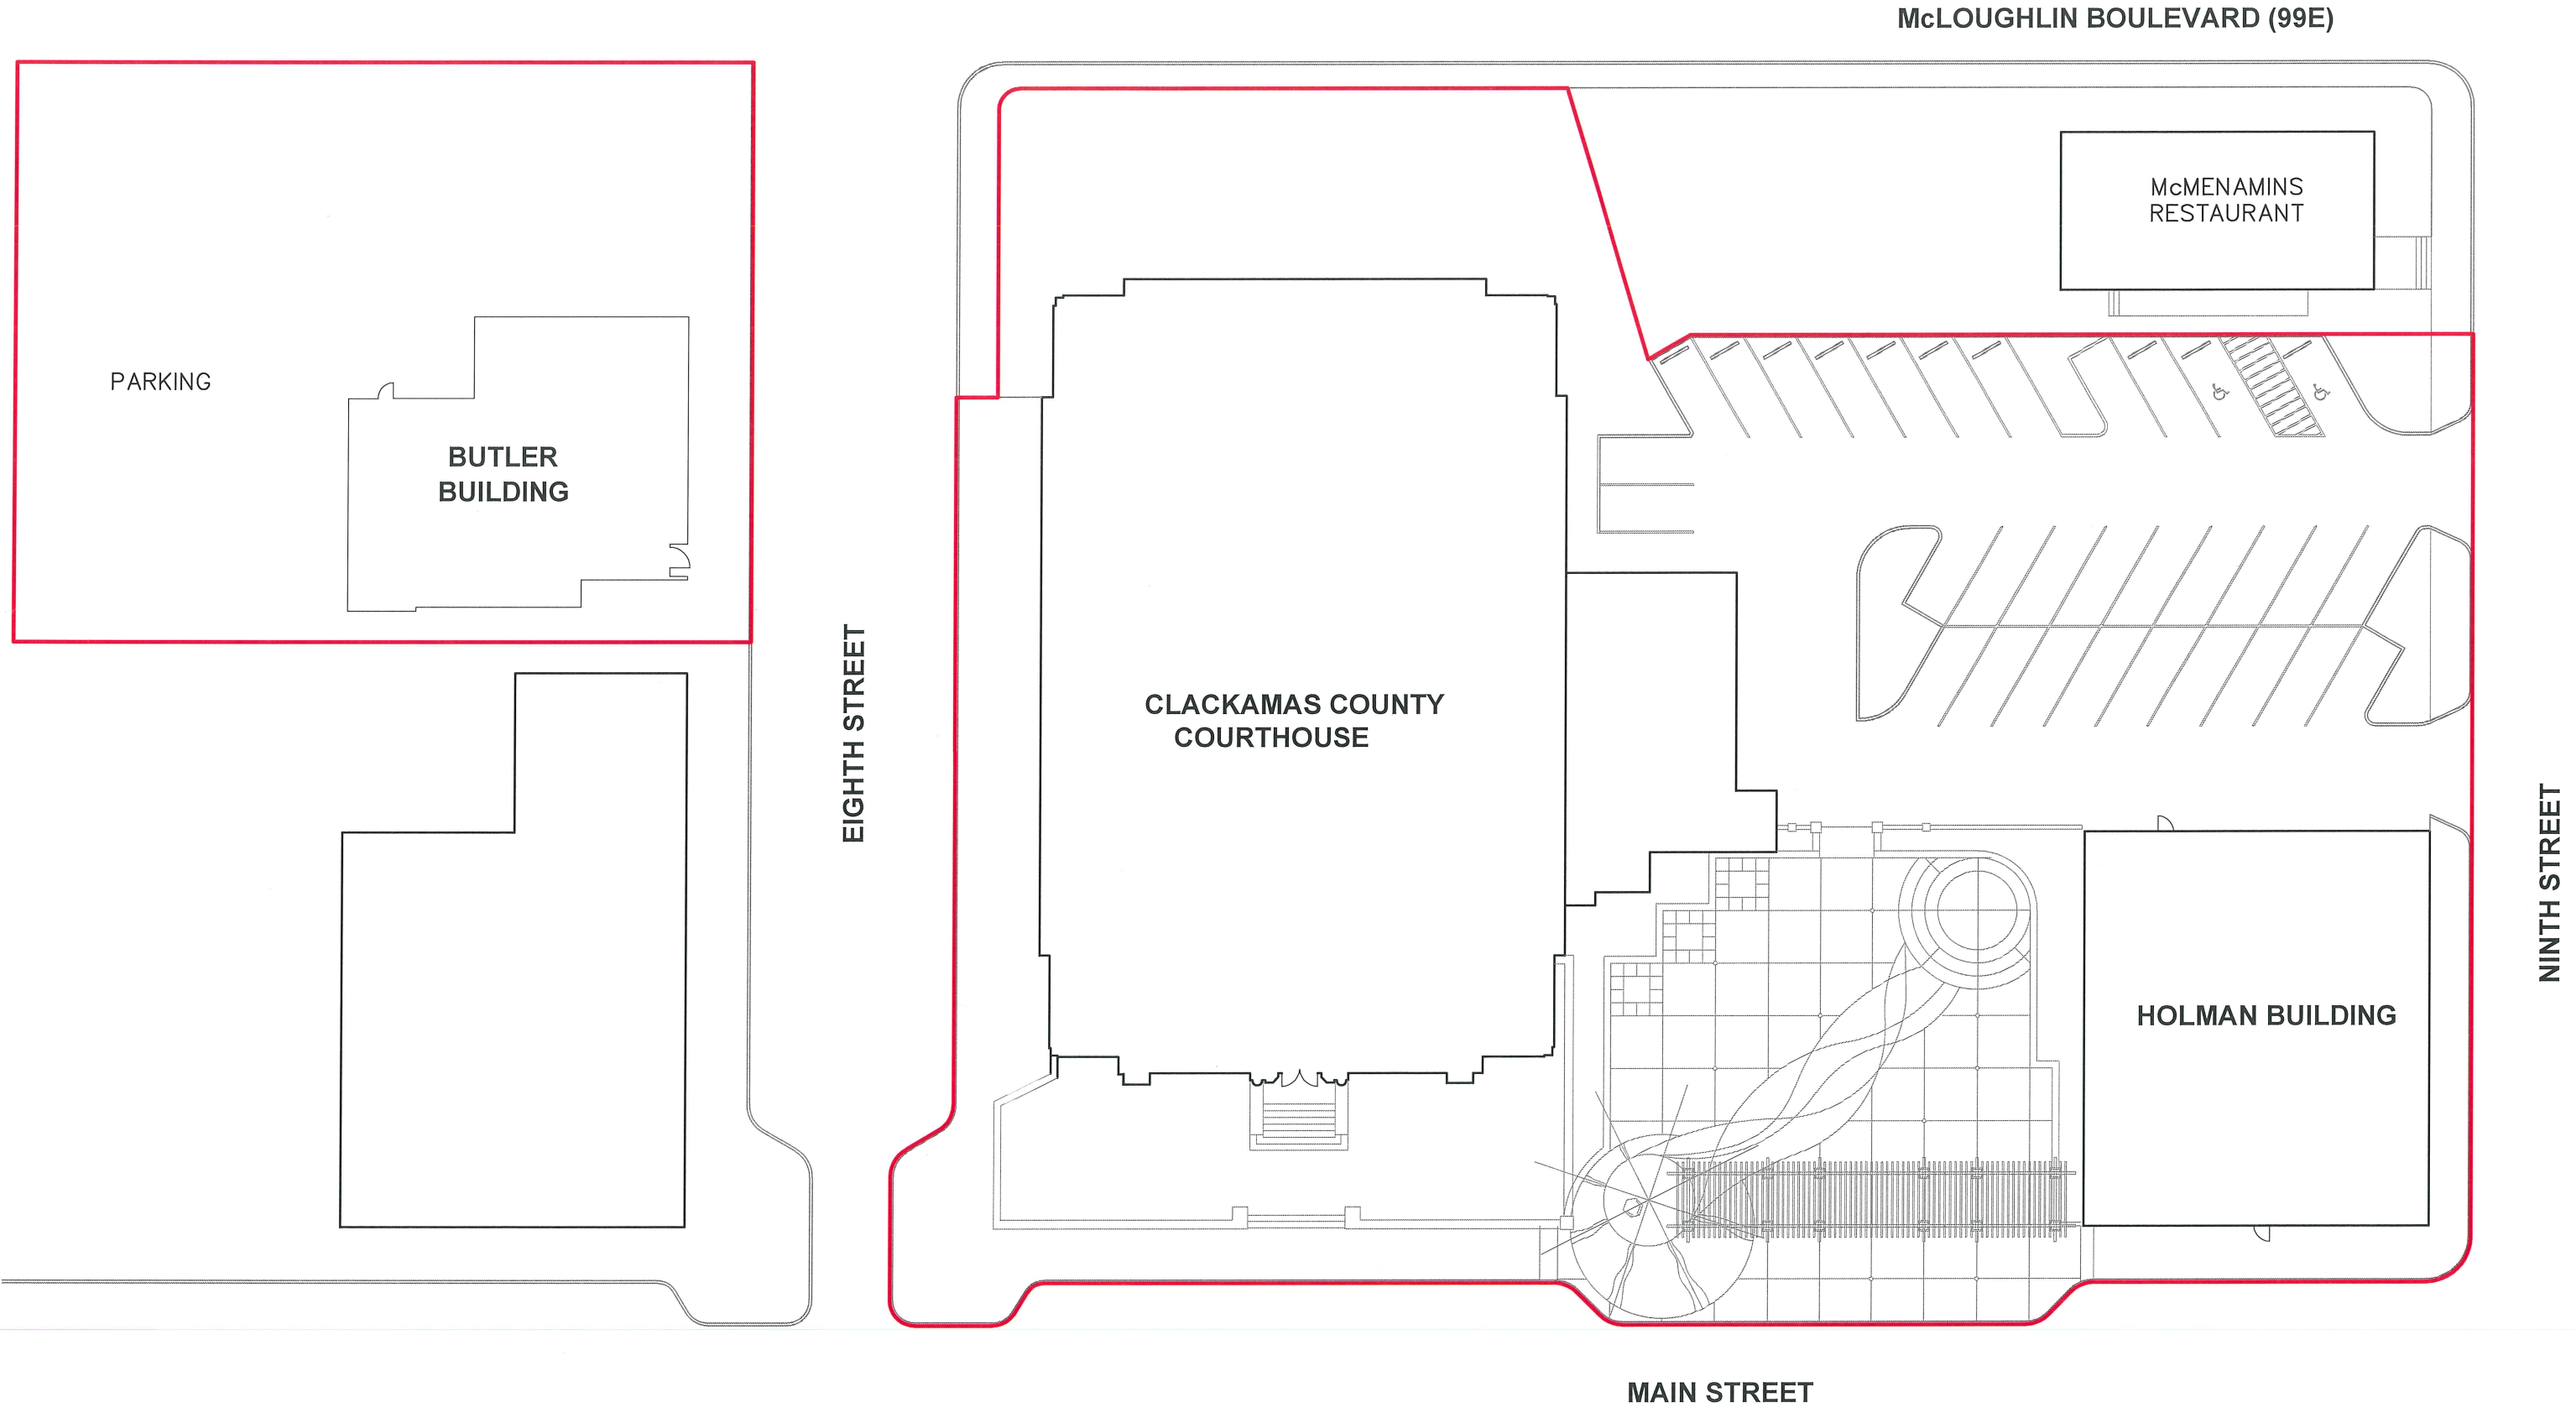 McLOUGHLIN BOULEVARD (99E)
McMENAMINS
RESTAURANT
PARKING
BUTLER
BUILDING
EIGHTH STREET
CLACKAMAS COUNTY
COURTHOUSE
NINTH STREET
HOLMAN BUILDING
MAIN STREET